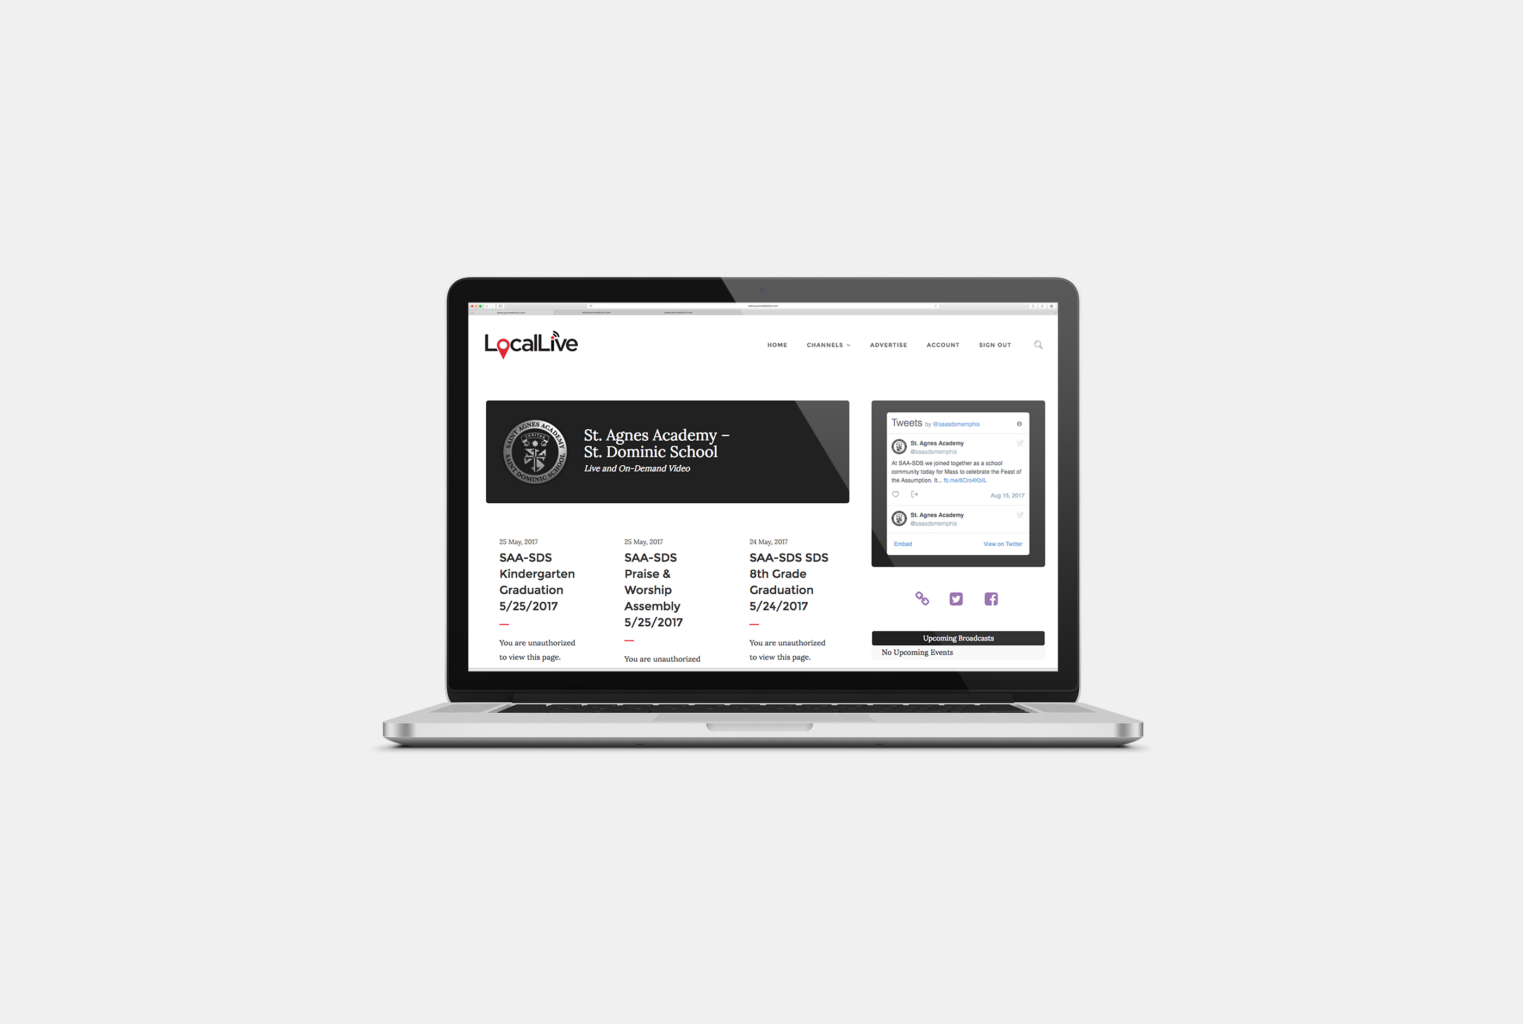 LocalLive
HOME
CHANNELS
ADVERTISE
ACCOUNT
SIGN OUT
SAINT AGNES ACADEMY
SAINT DOMINIC SCHOOL
VERITAS
St. Agnes Academy –
St. Dominic School
Live and On-Demand Video
25 May, 2017
SAA-SDS
Kindergarten
Graduation
5/25/2017
You are unauthorized
to view this page.
25 May, 2017
SAA-SDS
Praise &
Worship
Assembly
5/25/2017
You are unauthorized
24 May, 2017
SAA-SDS SDS
8th Grade
Graduation
5/24/2017
You are unauthorized
to view this page.
Tweets by @saasdsmemphis
St. Agnes Academy
@saasdsmemphis
At SAA-SDS we joined together as a school
community today for Mass to celebrate the Feast of
the Assumption. It... fb.me/6Cro4KbIL
Aug 15, 2017
St. Agnes Academy
@saasdsmemphis
Embed
View on Twitter
Upcoming Broadcasts
No Upcoming Events